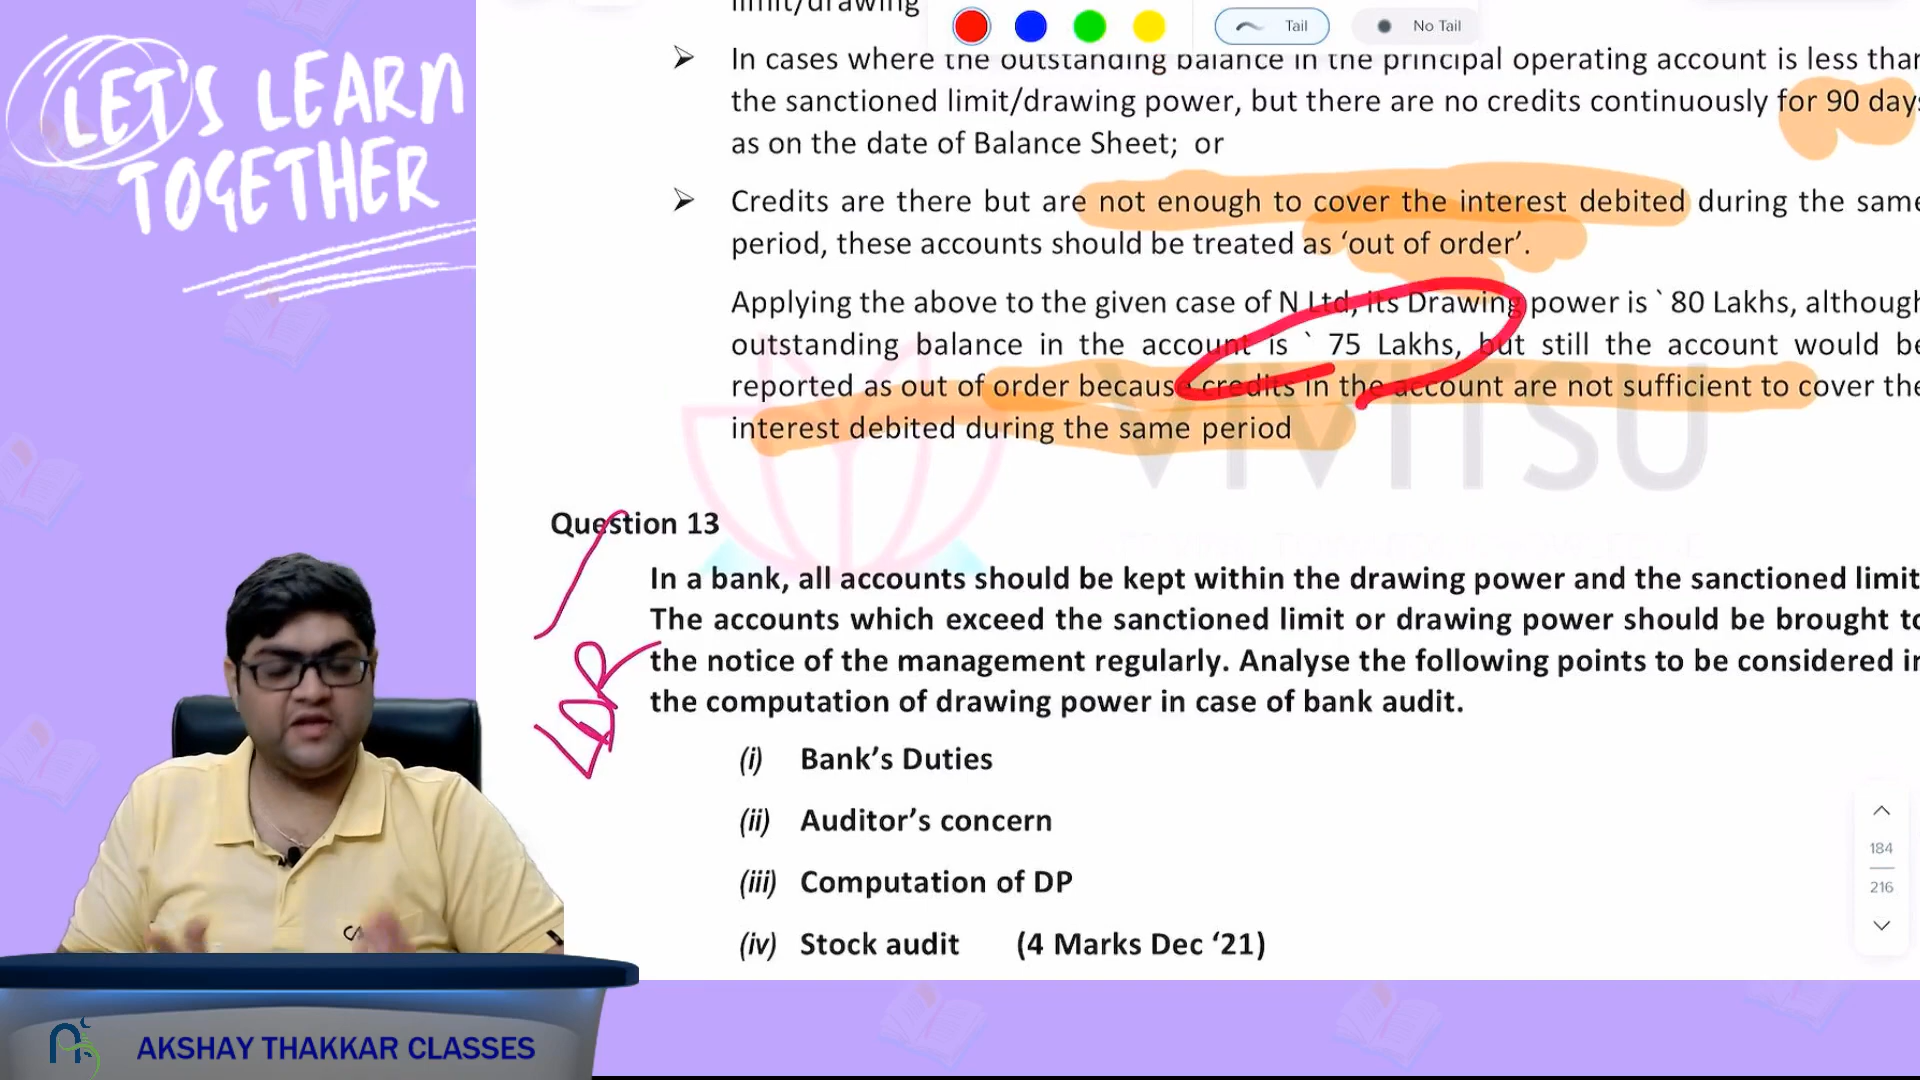 LET'S LEARN
TOGETHER
limit/drawing
Tail
No Tail
In cases where the outstanding balance in the principal operating account is less than
the sanctioned limit/drawing power, but there are no credits continuously for 90 days
as on the date of Balance Sheet; or
Credits are there but are not enough to cover the interest debited during the same
period, these accounts should be treated as ‘out of order’.
Applying the above to the given case of N Ltd, its Drawing power is ` 80 Lakhs, although
outstanding balance in the account is ` 75 Lakhs, but still the account would be
reported as out of order because credits in the account are not sufficient to cover the
interest debited during the same period
VIVITSU
Question 13
In a bank, all accounts should be kept within the drawing power and the sanctioned limit
The accounts which exceed the sanctioned limit or drawing power should be brought to
the notice of the management regularly. Analyse the following points to be considered in
the computation of drawing power in case of bank audit.
(i) Bank’s Duties
(ii) Auditor’s concern
(iii) Computation of DP
(iv) Stock audit (4 Marks Dec ‘21)
184
216
AKSHAY THAKKAR CLASSES